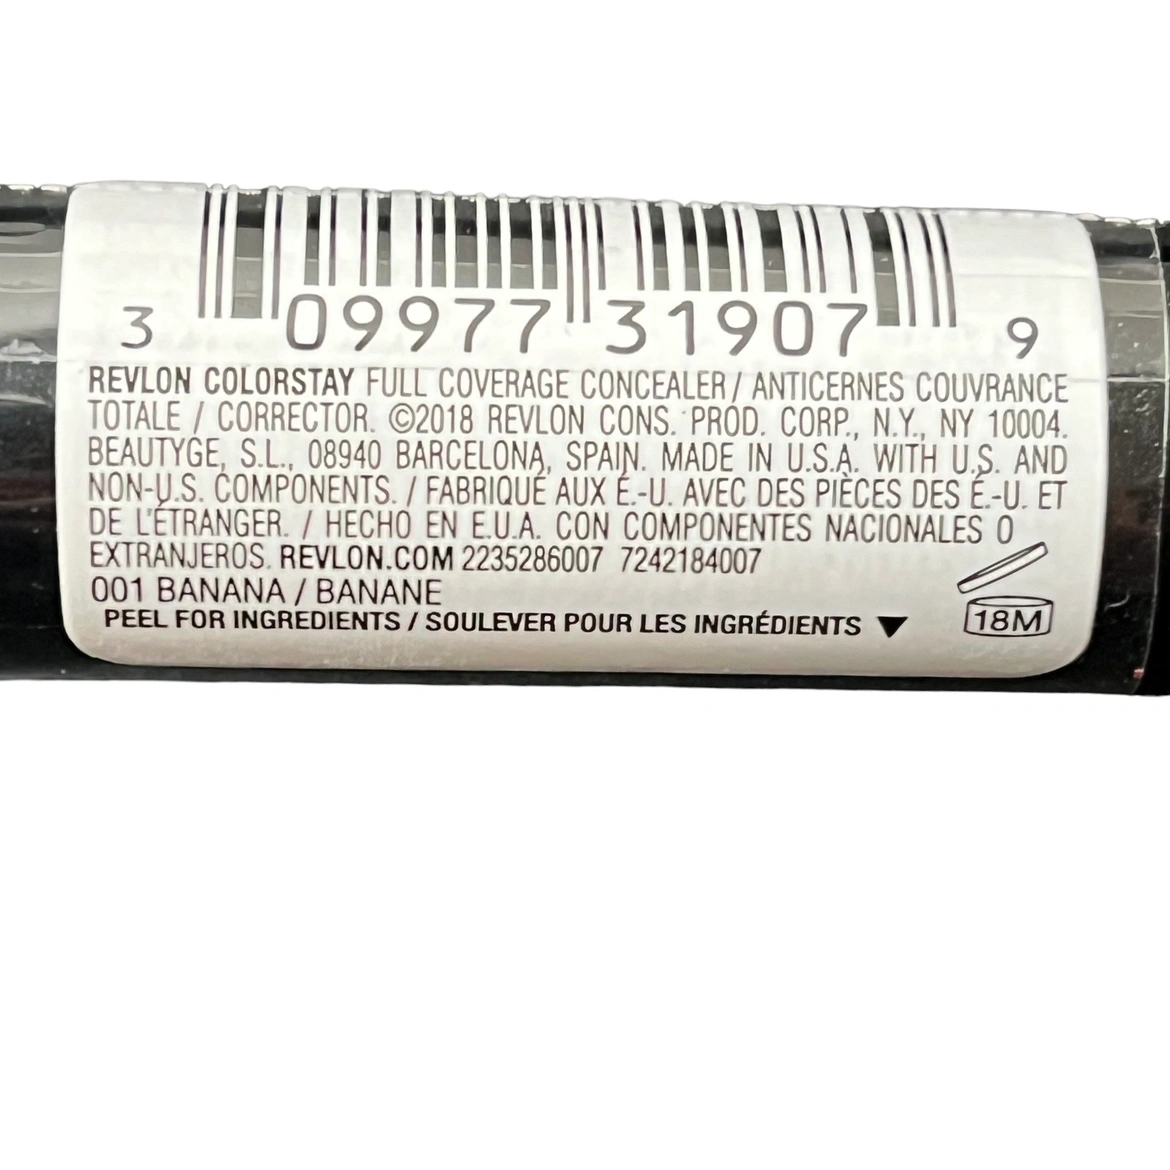 3 09977 31907 9
REVLON COLORSTAY FULL COVERAGE CONCEALER / ANTICERNES COUVRANCE
TOTALE / CORRECTOR. ©2018 REVLON CONS. PROD. CORP., N.Y., NY 10004.
BEAUTYGE, S.L., 08940 BARCELONA, SPAIN. MADE IN U.S.A. WITH U.S. AND
NON-U.S. COMPONENTS. / FABRIQUÉ AUX É.-U. AVEC DES PIÈCES DES É.-U. ET
DE L'ÉTRANGER. / HECHO EN E.U.A. CON COMPONENTES NACIONALES O
EXTRANJEROS. REVLON.COM 2235286007 7242184007
001 BANANA / BANANE
PEEL FOR INGREDIENTS / SOULEVER POUR LES INGRÉDIENTS ▼
18M